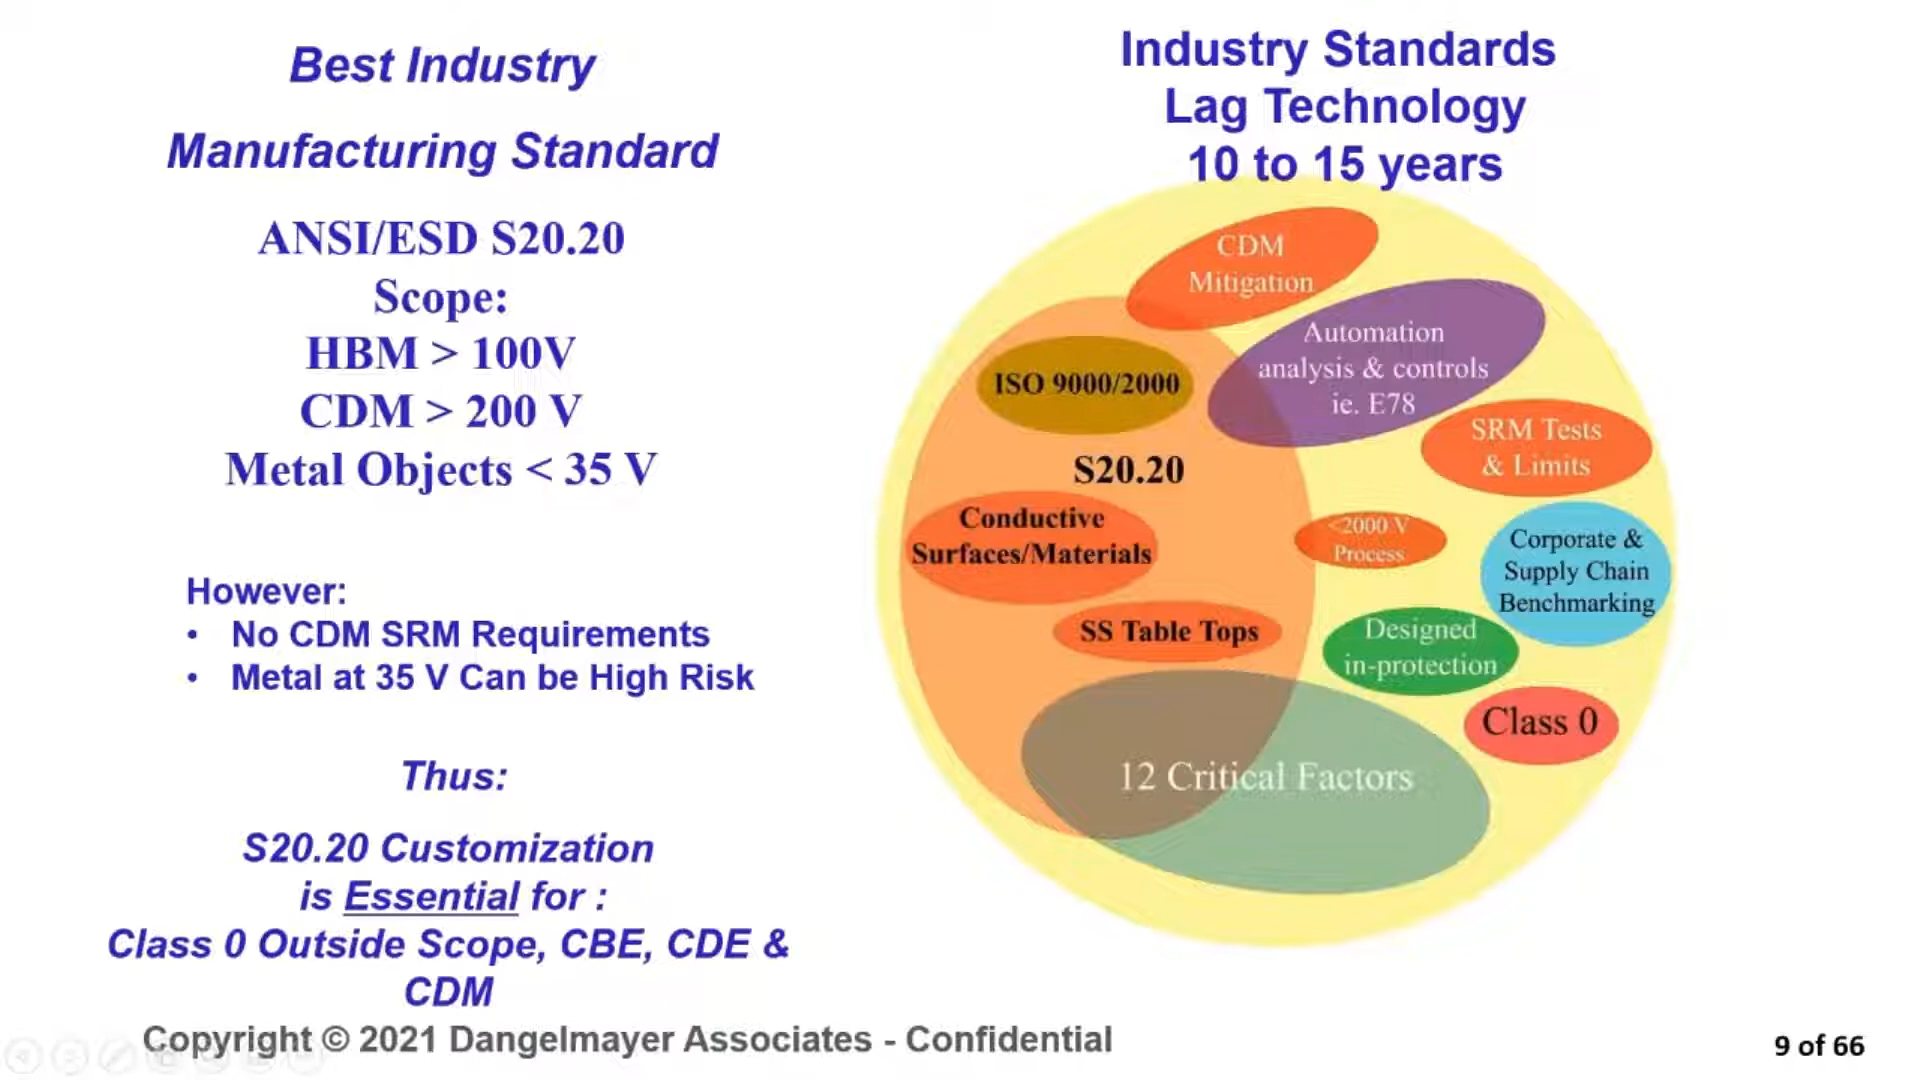 Best Industry
Manufacturing Standard
ANSI/ESD S20.20
Scope:
HBM > 100V
CDM > 200 V
Metal Objects < 35 V
However:
• No CDM SRM Requirements
• Metal at 35 V Can be High Risk
Thus:
S20.20 Customization
is Essential for :
Class 0 Outside Scope, CBE, CDE &
CDM
Industry Standards
Lag Technology
10 to 15 years
CDM
Mitigation
Automation
analysis & controls
ie. E78
ISO 9000/2000
SRM Tests
& Limits
S20.20
Conductive
Surfaces/Materials
<2000 V
Process
Corporate &
Supply Chain
Benchmarking
SS Table Tops
Designed
in-protection
Class 0
12 Critical Factors
Copyright © 2021 Dangelmayer Associates - Confidential
9 of 66